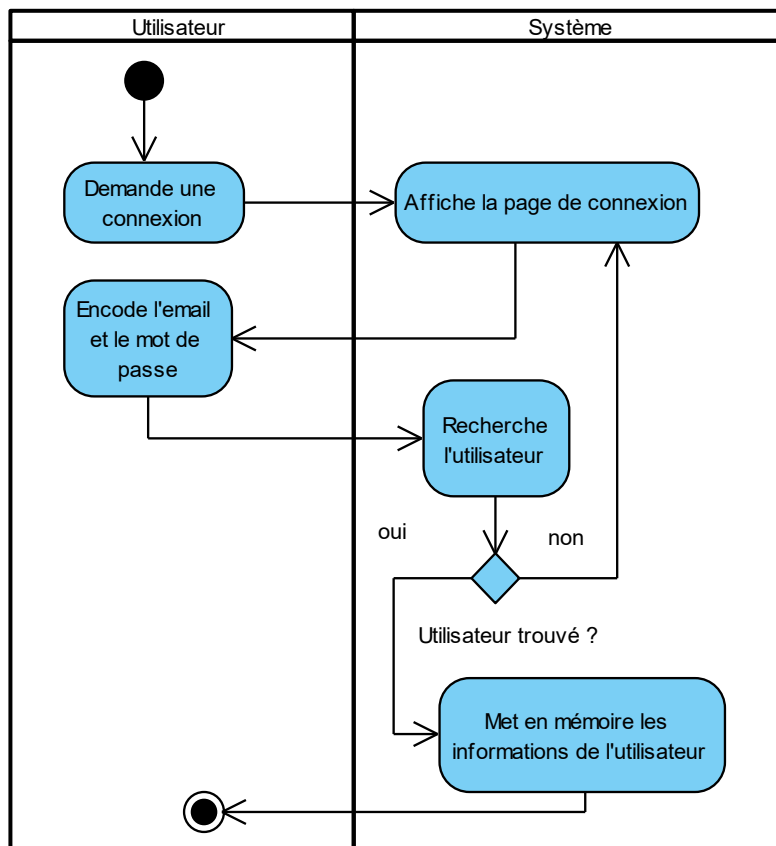 Utilisateur
Système
Demande une
connexion
Affiche la page de connexion
Encode l'email
et le mot de
passe
Recherche
l'utilisateur
oui
non
Utilisateur trouvé ?
Met en mémoire les
informations de l'utilisateur